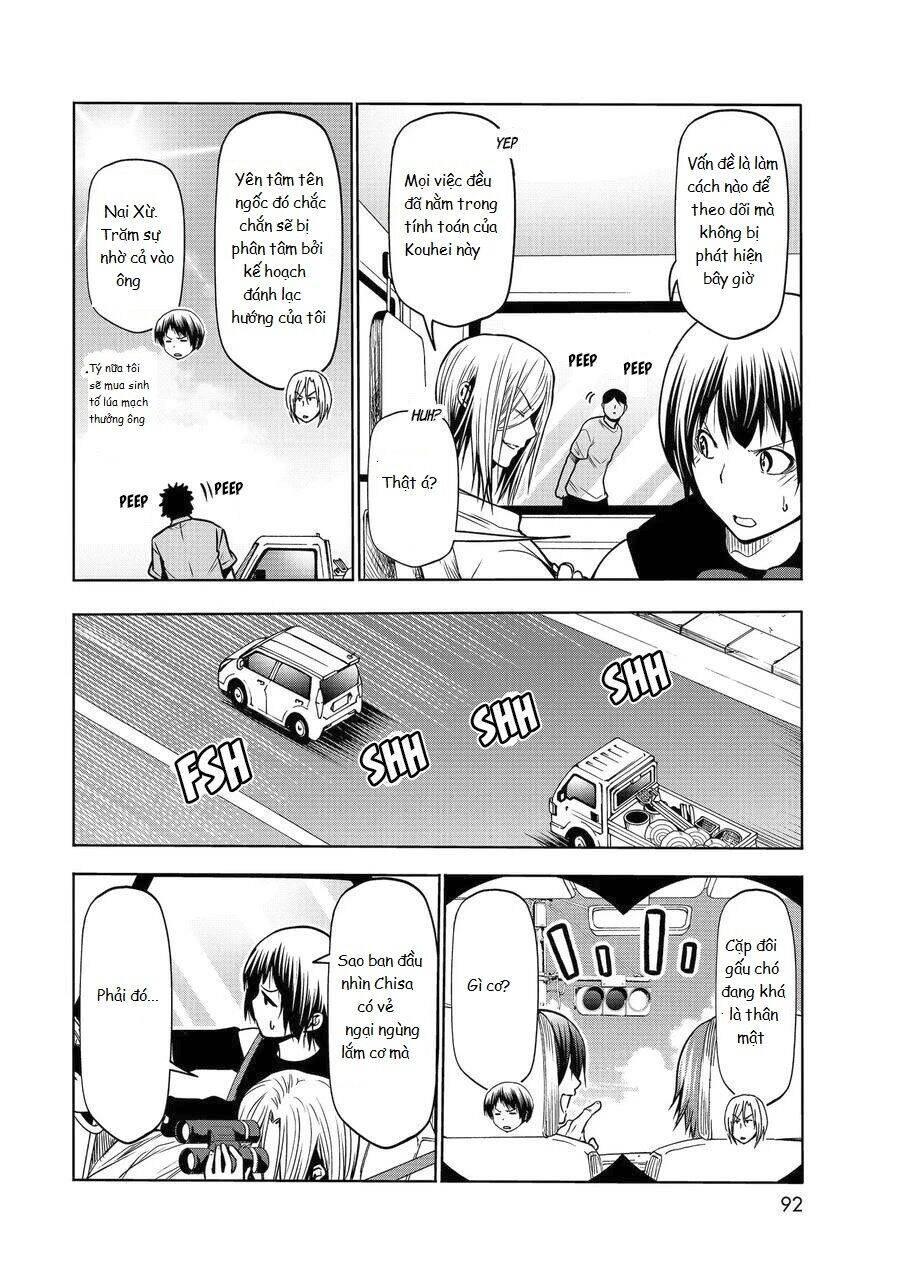 Vấn đề là làm
cách nào để
theo dõi mà
không bị
phát hiện
bây giờ
YEP
Mọi việc đều
đã nằm trong
tính toán của
Kouhei này
PEEP
PEEP
HUH?
Thật á?
Yên tâm tên
ngốc đó chắc
chắn sẽ bị
phân tâm bởi
kế hoạch
đánh lạc
hướng của tôi
Nai Xừ.
Trăm sự
nhờ cả vào
ông
Tý nữa tôi
sẽ mua sinh
tố lúa mạch
thưởng ông
PEEP
PEEP
FSH
SHH
SHH
SHH
Cặp đôi
gấu chó
đang khá
là thân
mật
Gì cơ?
Sao ban đầu
nhìn Chisa
có vẻ
ngại ngùng
lắm cơ mà
Phải đó...
92